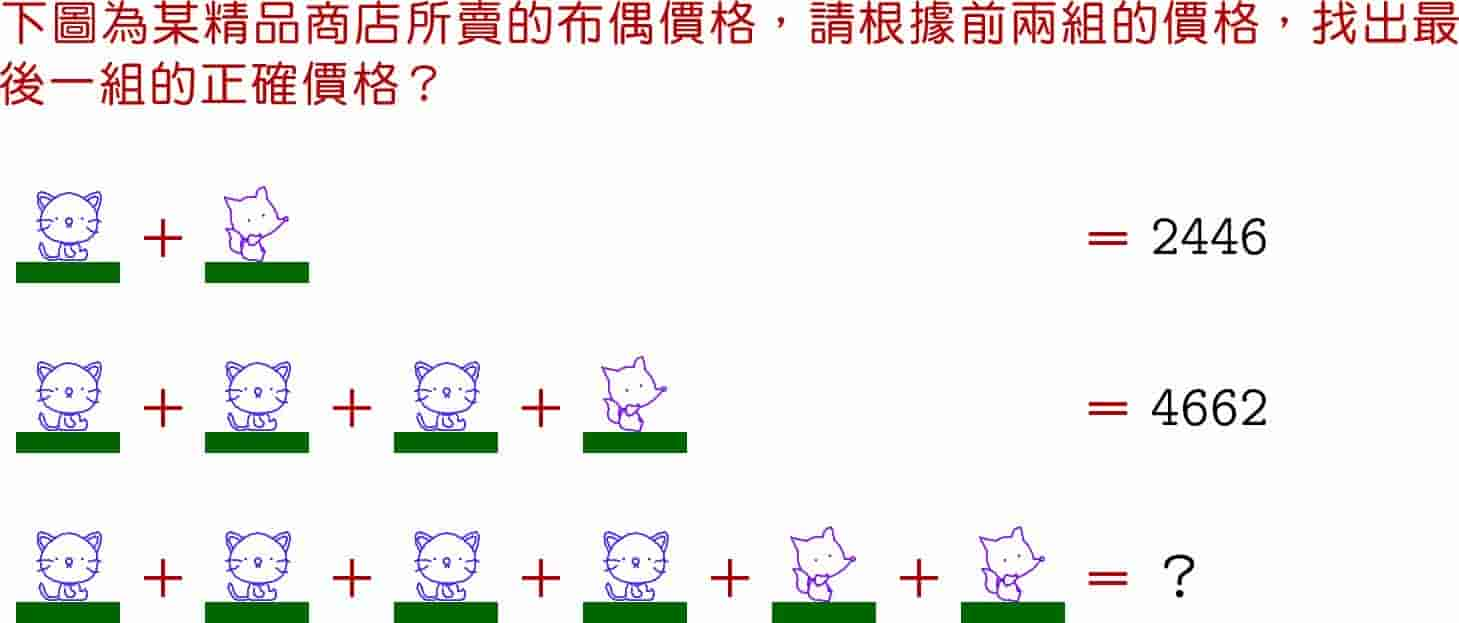 下圖為某精品商店所賣的布偶價格，請根據前兩組的價格，找出最
後一組的正確價格？
+ = 2446
+ + + = 4662
+ + + + + = ?